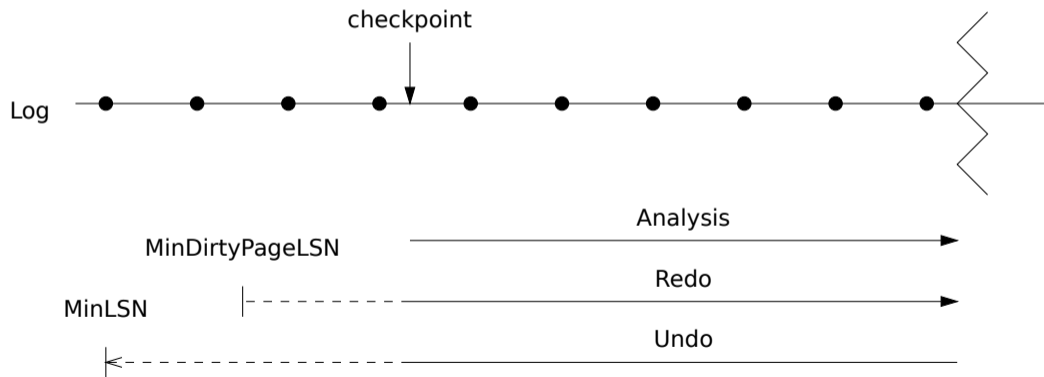 checkpoint
Log
Analysis
MinDirtyPageLSN
Redo
MinLSN
Undo